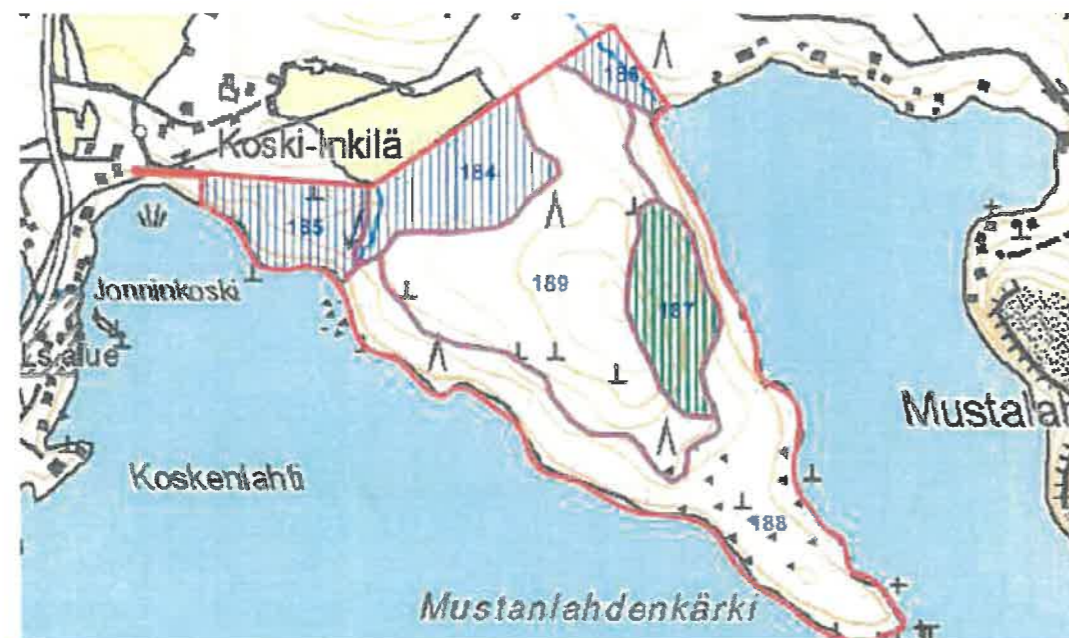 186
Koski-Inkilä
184
185
189
187
Jonninkoski
Ls-alue
Mustalah
Koskenlahti
188
Mustanlahdenkärki